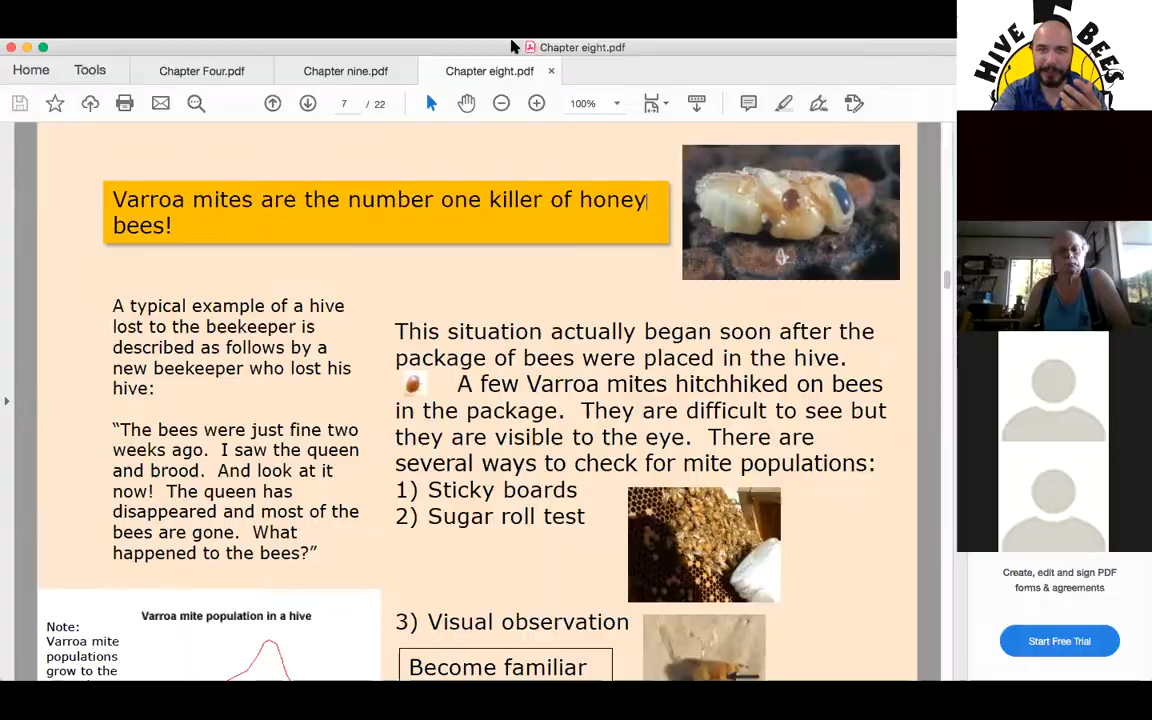 Chapter eight.pdf
HIVE 5 BEES
Home
Tools
Chapter Four.pdf
Chapter nine.pdf
Chapter eight.pdf
7 / 22
100%
Varroa mites are the number one killer of honey
bees!
A typical example of a hive
lost to the beekeeper is
described as follows by a
new beekeeper who lost his
hive:
“The bees were just fine two
weeks ago. I saw the queen
and brood. And look at it
now! The queen has
disappeared and most of the
bees are gone. What
happened to the bees?”
This situation actually began soon after the
package of bees were placed in the hive.
A few Varroa mites hitchhiked on bees
in the package. They are difficult to see but
they are visible to the eye. There are
several ways to check for mite populations:
1) Sticky boards
2) Sugar roll test
3) Visual observation
Become familiar
Note:
Varroa mite
populations
grow to the
Varroa mite population in a hive
Create, edit and sign PDF
forms & agreements
Start Free Trial